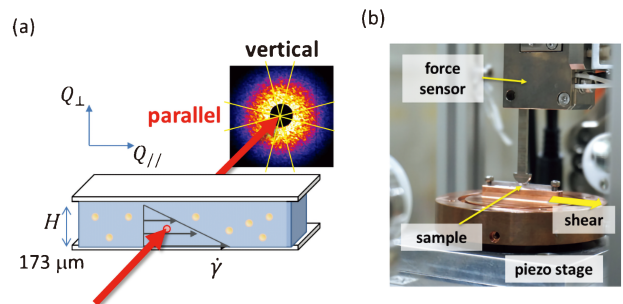 (a)
vertical
parallel
Q⊥
Q//
H
173 μm
γ̇
(b)
force
sensor
sample
shear
piezo stage